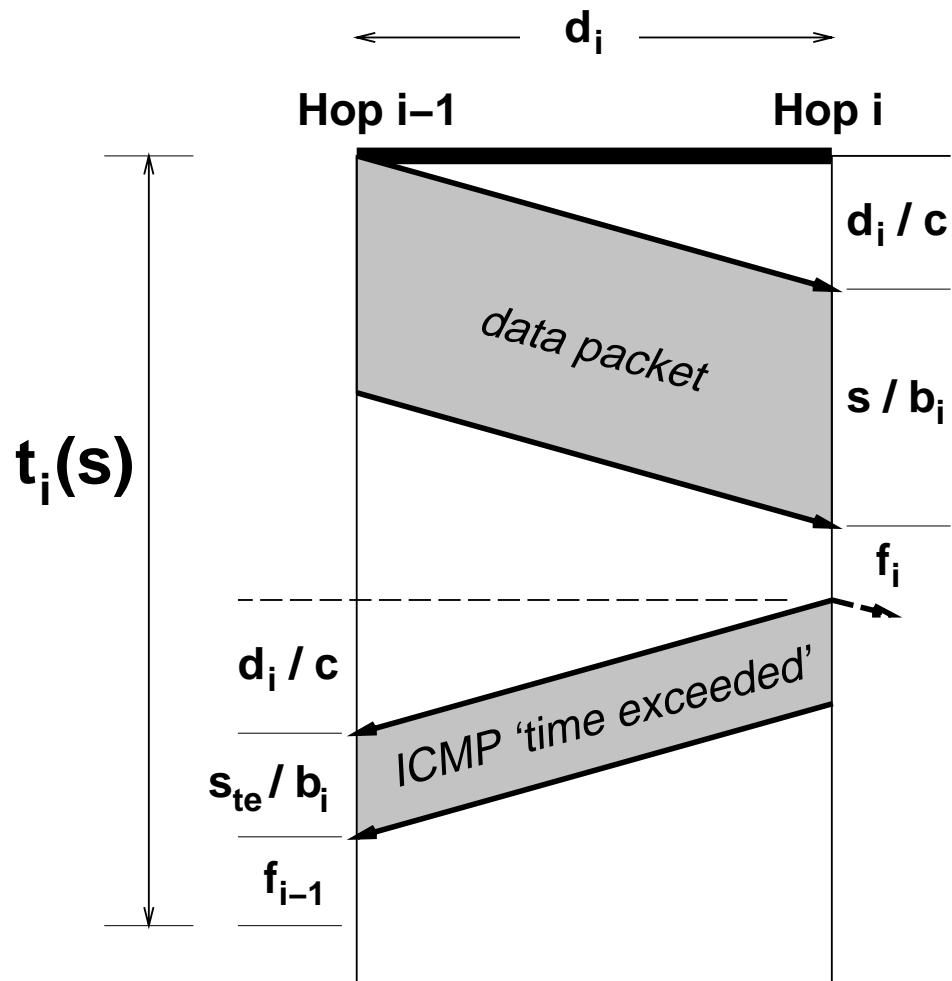 d_i
Hop i–1 Hop i
d_i / c
data packet
s / b_i
t_i(s)
f_i
d_i / c
ICMP ‘time exceeded’
s_te / b_i
f_i–1